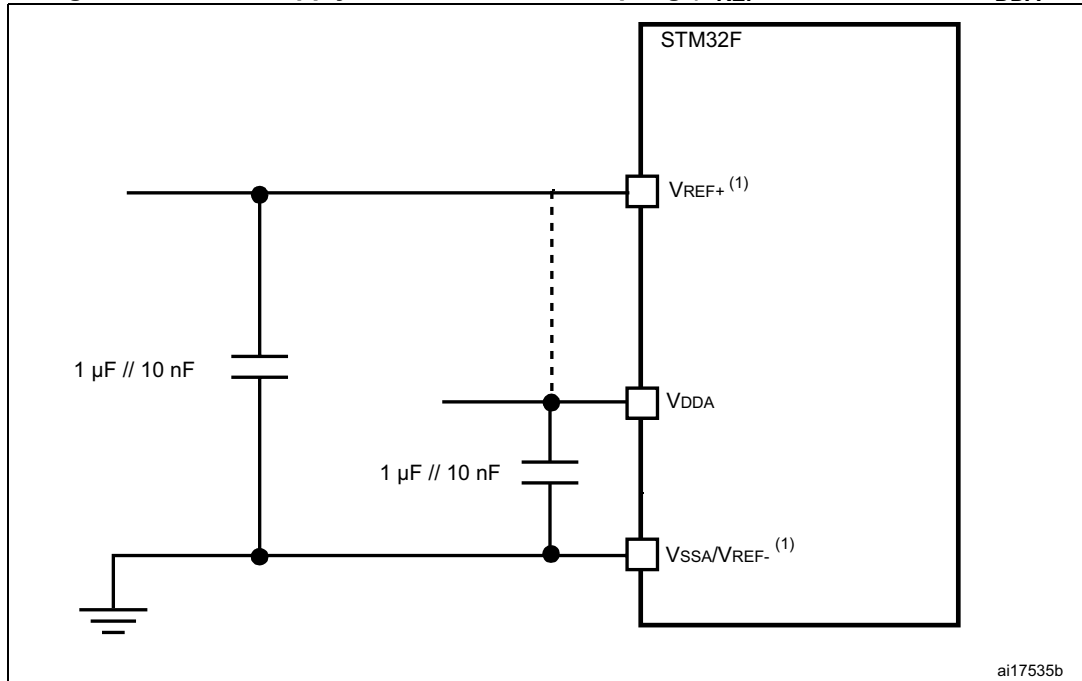 STM32F
VREF+ (1)
1 µF // 10 nF
VDDA
1 µF // 10 nF
VSSA/VREF- (1)
ai17535b